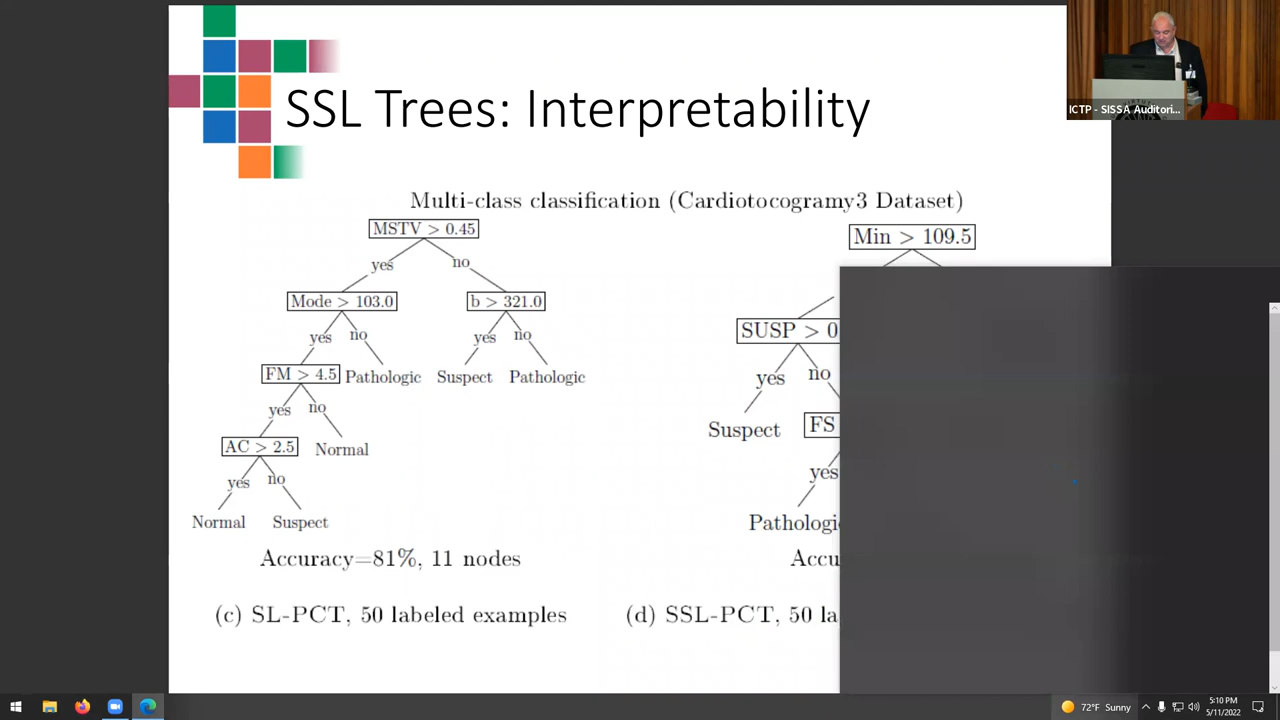 SSL Trees: Interpretability
ICTP - SISSA Auditori...
Multi-class classification (Cardiotocogramy3 Dataset)
MSTV > 0.45
yes
no
Mode > 103.0
b > 321.0
yes
no
yes
no
FM > 4.5
Pathologic
Suspect
Pathologic
yes
no
AC > 2.5
Normal
yes
no
Normal
Suspect
Accuracy=81%, 11 nodes
(c) SL-PCT, 50 labeled examples
Min > 109.5
SUSP > 0
yes
no
Suspect
FS
yes
Pathologic
Accu
(d) SSL-PCT, 50 la
72°F Sunny
5:10 PM
5/11/2022